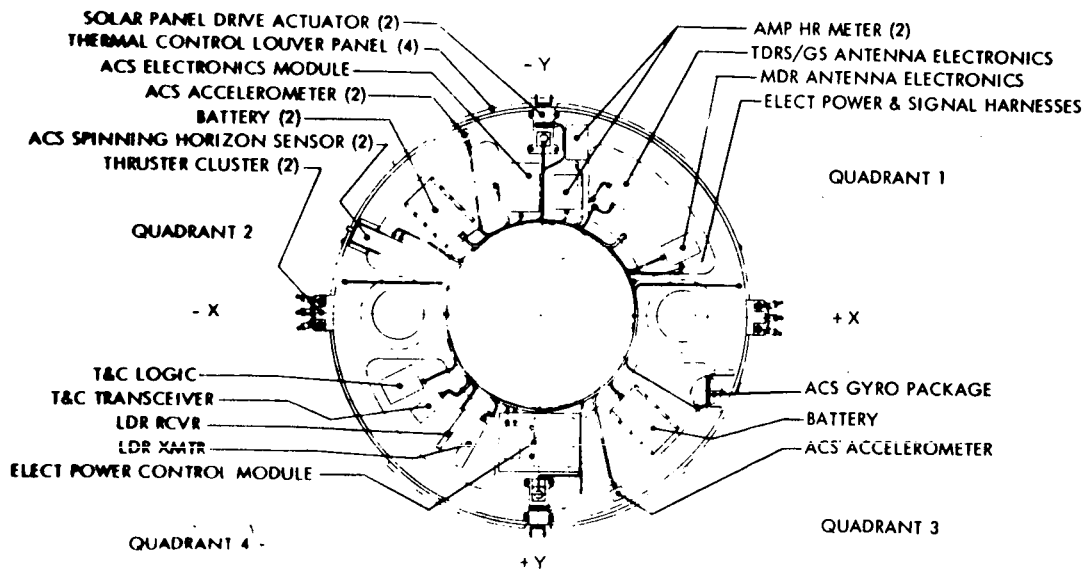 SOLAR PANEL DRIVE ACTUATOR (2)
THERMAL CONTROL LOUVER PANEL (4)
ACS ELECTRONICS MODULE
ACS ACCELEROMETER (2)
BATTERY (2)
ACS SPINNING HORIZON SENSOR (2)
THRUSTER CLUSTER (2)
QUADRANT 2
- Y
AMP HR METER (2)
TDRS/GS ANTENNA ELECTRONICS
MDR ANTENNA ELECTRONICS
ELECT POWER & SIGNAL HARNESSES
QUADRANT 1
- X
+ X
T&C LOGIC
T&C TRANSCEIVER
LDR RCVR
LDR XMTR
ELECT POWER CONTROL MODULE
QUADRANT 4
ACS GYRO PACKAGE
BATTERY
ACS ACCELEROMETER
QUADRANT 3
+ Y